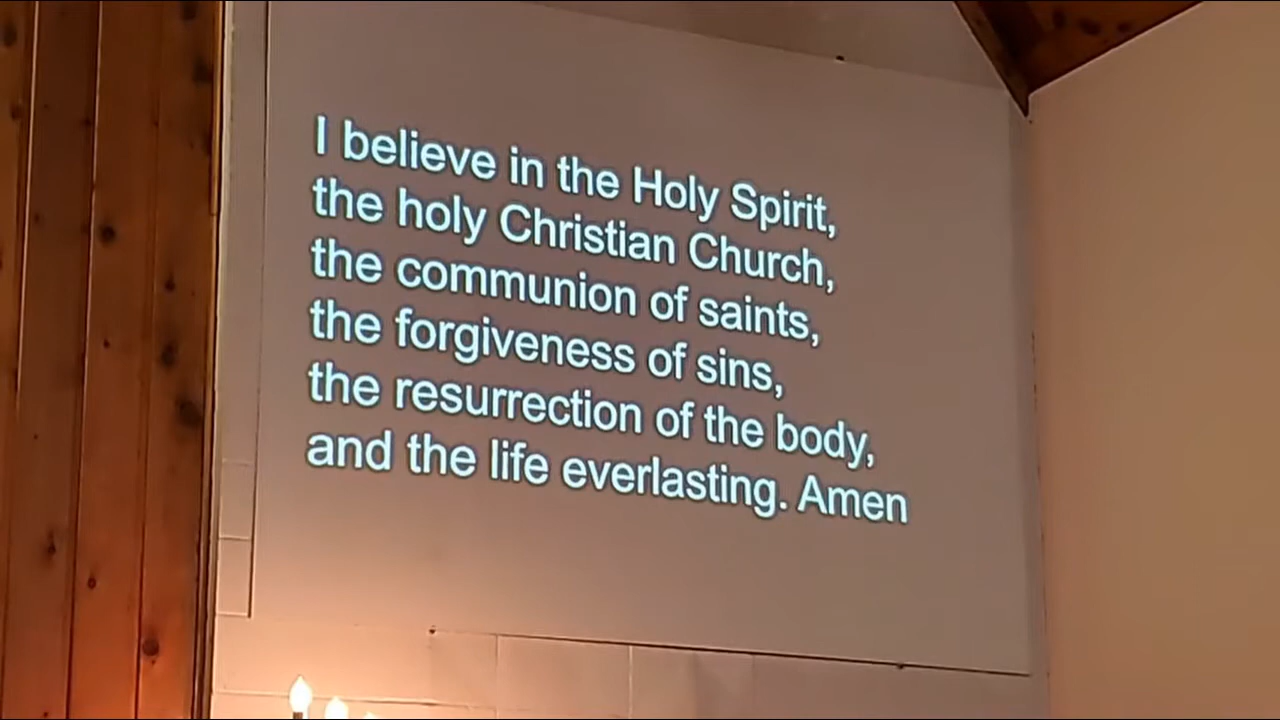 I believe in the Holy Spirit,
the holy Christian Church,
the communion of saints,
the forgiveness of sins,
the resurrection of the body,
and the life everlasting. Amen